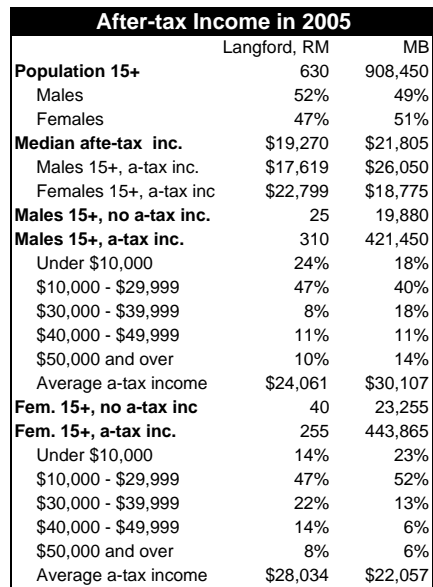 After-tax Income in 2005
Langford, RM MB
Population 15+ 630 908,450
Males 52% 49%
Females 47% 51%
Median afte-tax inc. $19,270 $21,805
Males 15+, a-tax inc. $17,619 $26,050
Females 15+, a-tax inc $22,799 $18,775
Males 15+, no a-tax inc. 25 19,880
Males 15+, a-tax inc. 310 421,450
Under $10,000 24% 18%
$10,000 - $29,999 47% 40%
$30,000 - $39,999 8% 18%
$40,000 - $49,999 11% 11%
$50,000 and over 10% 14%
Average a-tax income $24,061 $30,107
Fem. 15+, no a-tax inc 40 23,255
Fem. 15+, a-tax inc. 255 443,865
Under $10,000 14% 23%
$10,000 - $29,999 47% 52%
$30,000 - $39,999 22% 13%
$40,000 - $49,999 14% 6%
$50,000 and over 8% 6%
Average a-tax income $28,034 $22,057